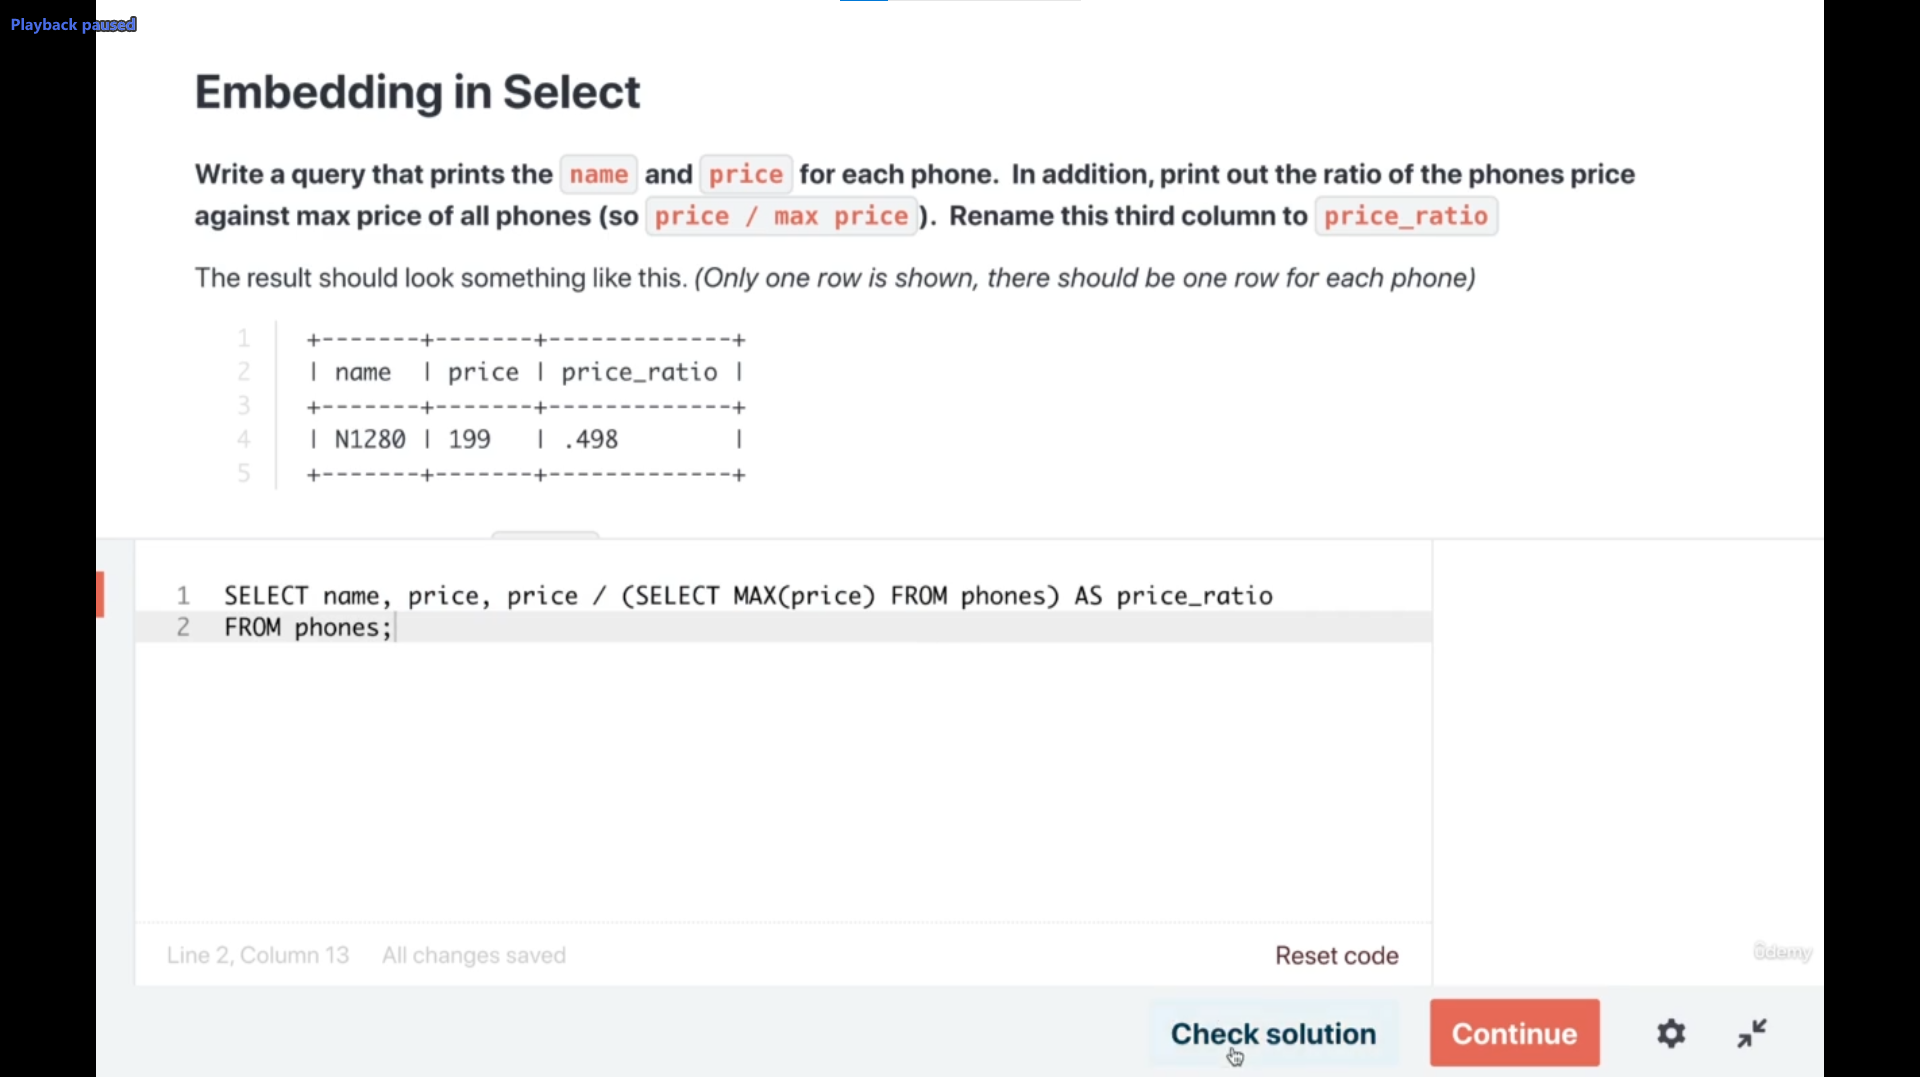 Playback paused
Embedding in Select
Write a query that prints the name and price for each phone. In addition, print out the ratio of the phones price
against max price of all phones (so price / max price). Rename this third column to price_ratio
The result should look something like this. (Only one row is shown, there should be one row for each phone)
1 +-------+-------+-------------+
2 | name  | price | price_ratio |
3 +-------+-------+-------------+
4 | N1280 | 199   | .498        |
5 +-------+-------+-------------+
1 SELECT name, price, price / (SELECT MAX(price) FROM phones) AS price_ratio
2 FROM phones;
Line 2, Column 13 All changes saved Reset code
ûdemy
Check solution Continue